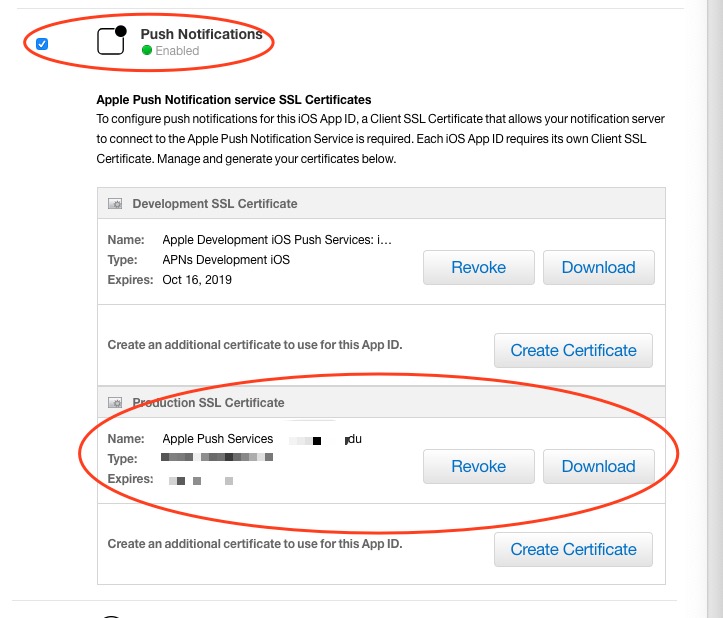 Push Notifications
Enabled
Apple Push Notification service SSL Certificates
To configure push notifications for this iOS App ID, a Client SSL Certificate that allows your notification server
to connect to the Apple Push Notification Service is required. Each iOS App ID requires its own Client SSL
Certificate. Manage and generate your certificates below.
Development SSL Certificate
Name: Apple Development iOS Push Services: i...
Type: APNs Development iOS
Expires: Oct 16, 2019
Revoke Download
Create an additional certificate to use for this App ID.
Create Certificate
Production SSL Certificate
Name: Apple Push Services
Type:
Expires:
Revoke Download
Create an additional certificate to use for this App ID.
Create Certificate